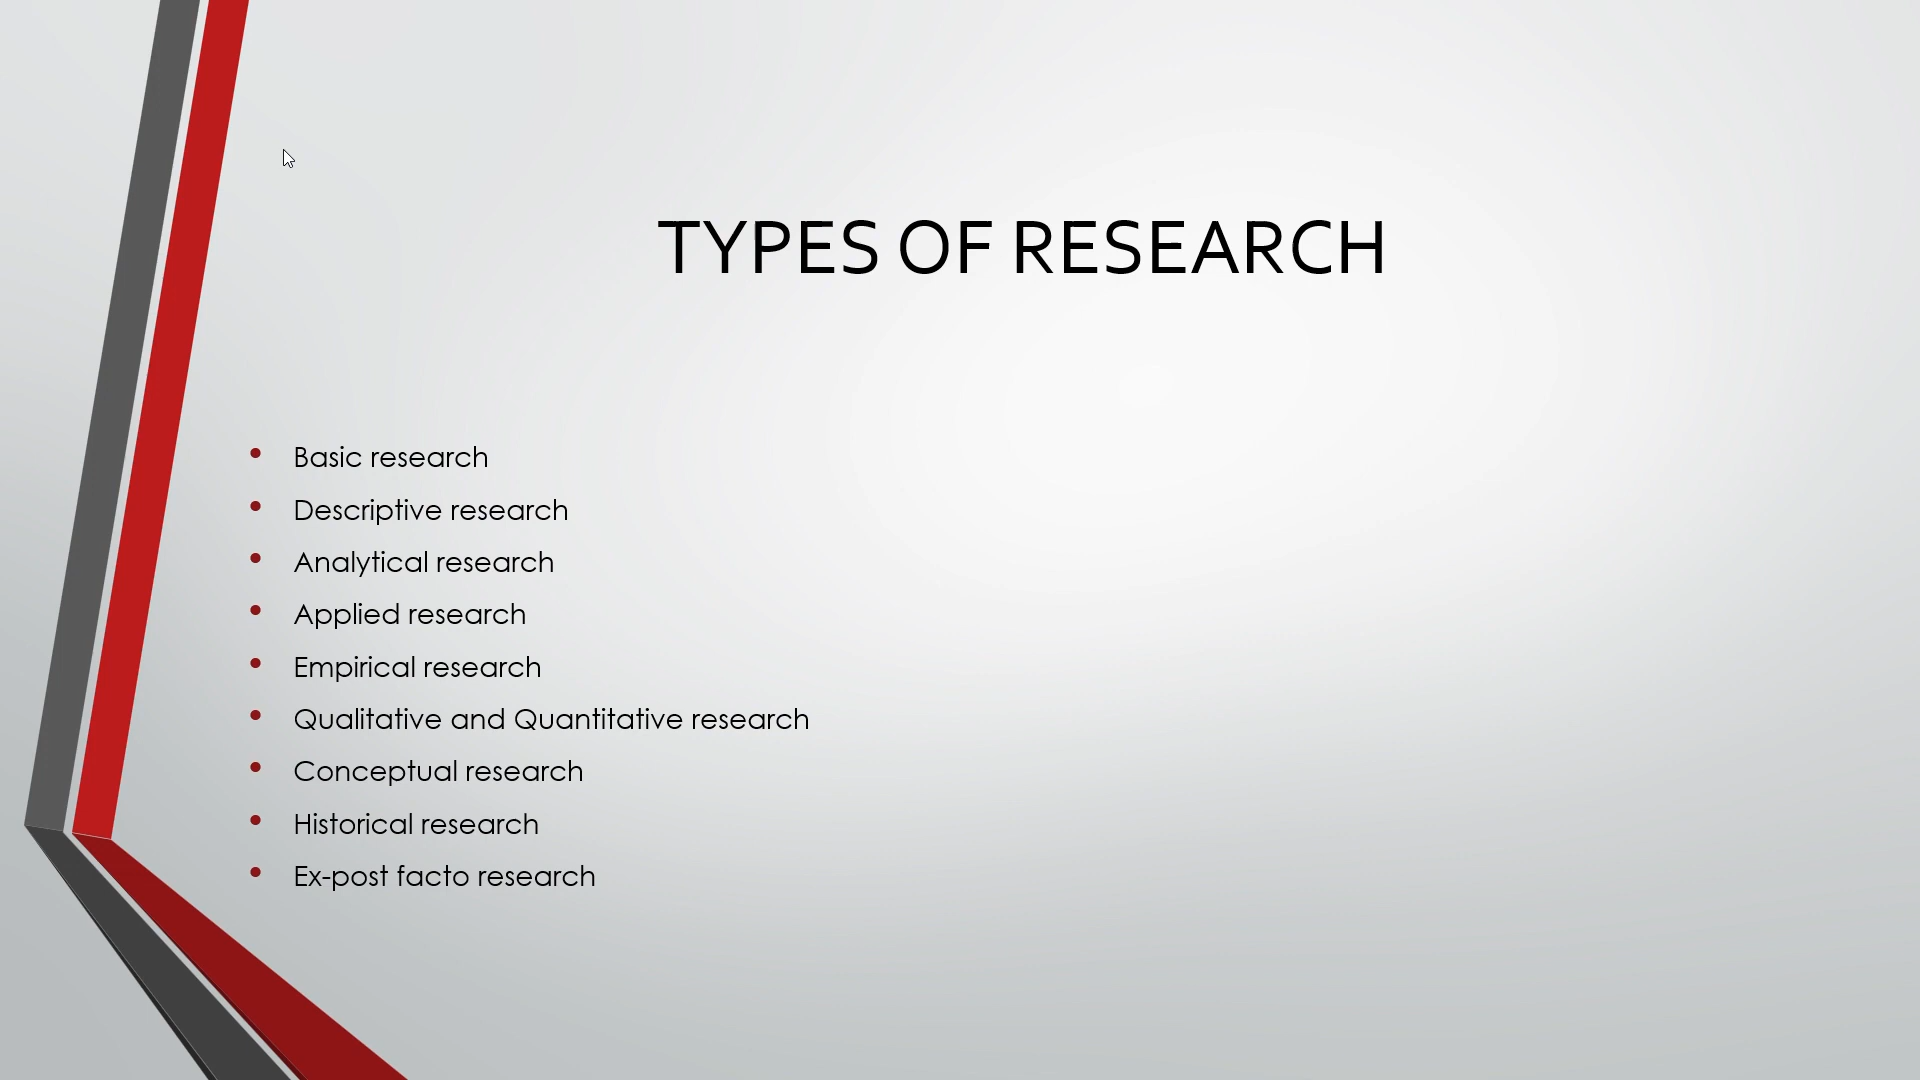 TYPES OF RESEARCH
• Basic research
• Descriptive research
• Analytical research
• Applied research
• Empirical research
• Qualitative and Quantitative research
• Conceptual research
• Historical research
• Ex-post facto research